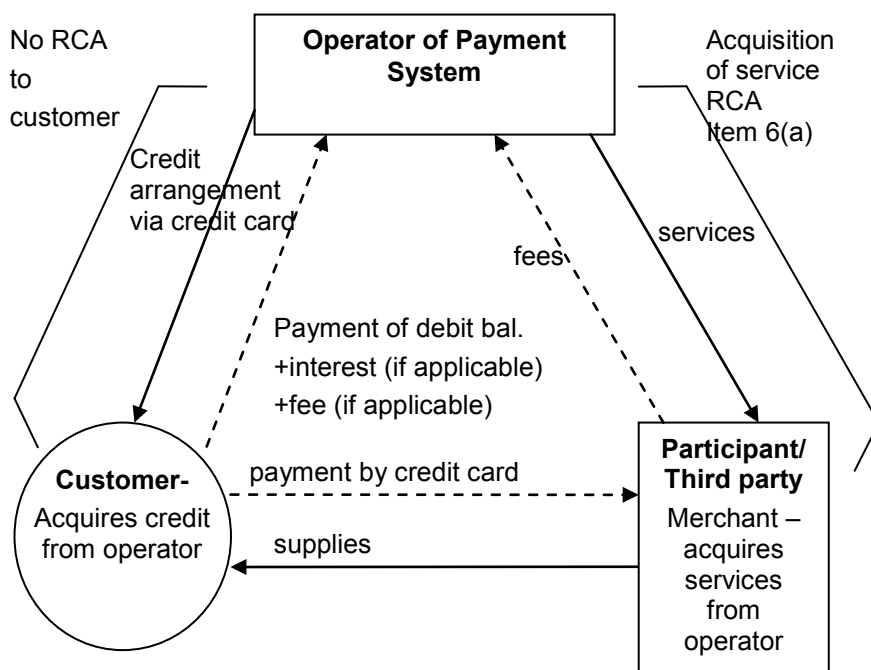 No RCA
to
customer
Operator of Payment
System
Acquisition
of service
RCA
Item 6(a)
Credit
arrangement
via credit card
services
fees
Payment of debit bal.
+interest (if applicable)
+fee (if applicable)
Customer-
Acquires credit
from operator
payment by credit card
supplies
Participant/
Third party
Merchant –
acquires
services
from
operator